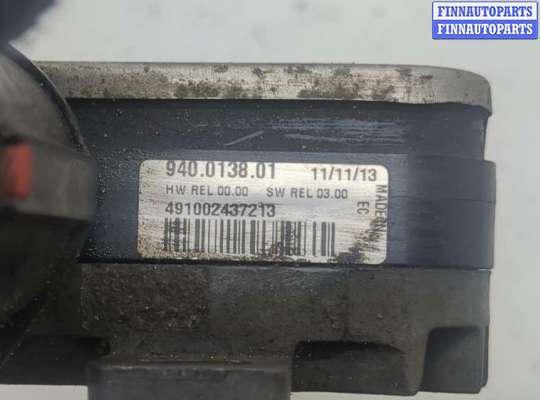 FINNAUTOPARTS
FINNAUTOPARTS
940.0138.01 11/11/13
HW REL 00.00 SW REL 03.00
491002437213
MADE IN
EC